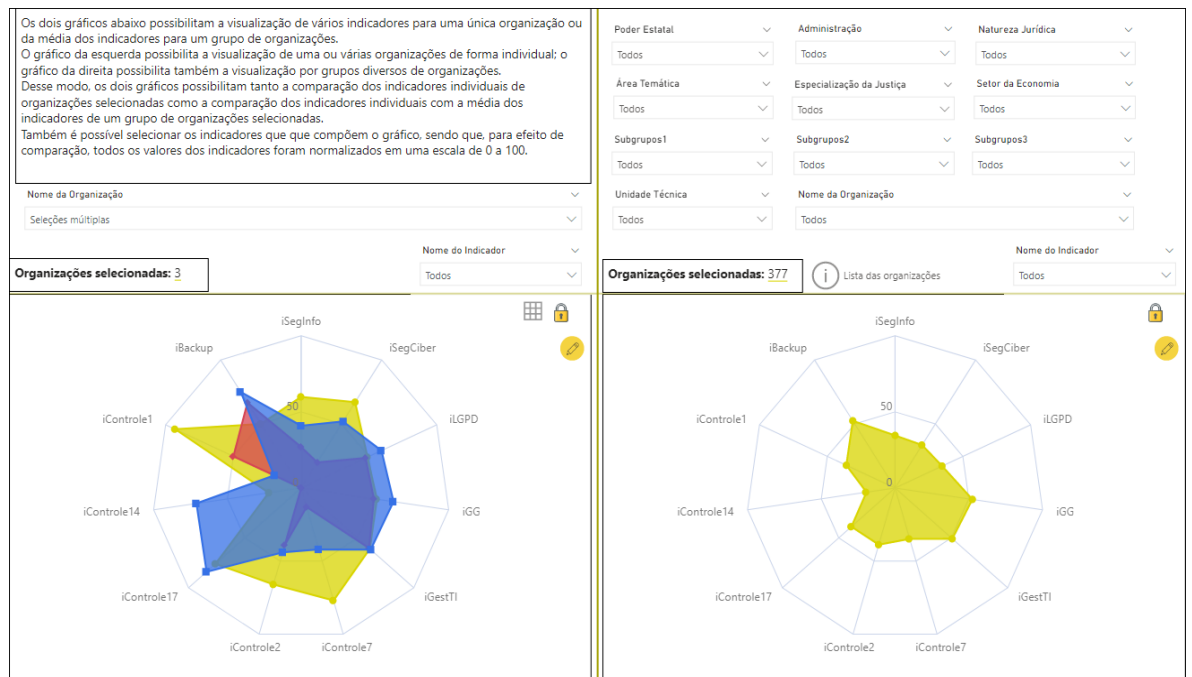 Os dois gráficos abaixo possibilitam a visualização de vários indicadores para uma única organização ou
da média dos indicadores para um grupo de organizações.
O gráfico da esquerda possibilita a visualização de uma ou várias organizações de forma individual; o
gráfico da direita possibilita também a visualização por grupos diversos de organizações.
Desse modo, os dois gráficos possibilitam tanto a comparação dos indicadores individuais de
organizações selecionadas como a comparação dos indicadores individuais com a média dos
indicadores de um grupo de organizações selecionadas.
Também é possível selecionar os indicadores que que compõem o gráfico, sendo que, para efeito de
comparação, todos os valores dos indicadores foram normalizados em uma escala de 0 a 100.
Nome da Organização
Seleções múltiplas
Nome do Indicador
Todos
Organizações selecionadas: 3
iSegInfo
iSegCiber
iLGPD
iGG
iGestTI
iControle7
iControle2
iControle17
iControle14
iControle1
iBackup
50
Poder Estatal
Todos
Administração
Todos
Natureza Jurídica
Todos
Área Temática
Todos
Especialização da Justiça
Todos
Setor da Economia
Todos
Subgrupos1
Todos
Subgrupos2
Todos
Subgrupos3
Todos
Unidade Técnica
Todos
Nome da Organização
Todos
Nome do Indicador
Todos
Organizações selecionadas: 377
i
Lista das organizações
iSegInfo
iSegCiber
iLGPD
iGG
iGestTI
iControle7
iControle2
iControle17
iControle14
iControle1
iBackup
50
0